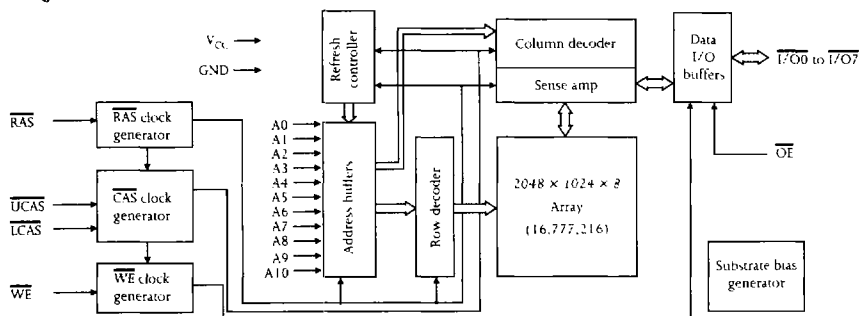 V_CC
GND
Refresh
controller
Column decoder
Sense amp
Data
I/O
buffers
I/O0 to I/O7
RAS
RAS clock
generator
A0
A1
A2
A3
A4
A5
A6
A7
A8
A9
A10
Address buffers
Row decoder
2048 × 1024 × 8
Array
(16,777,216)
OE
UCAS
LCAS
CAS clock
generator
WE
WE clock
generator
Substrate bias
generator